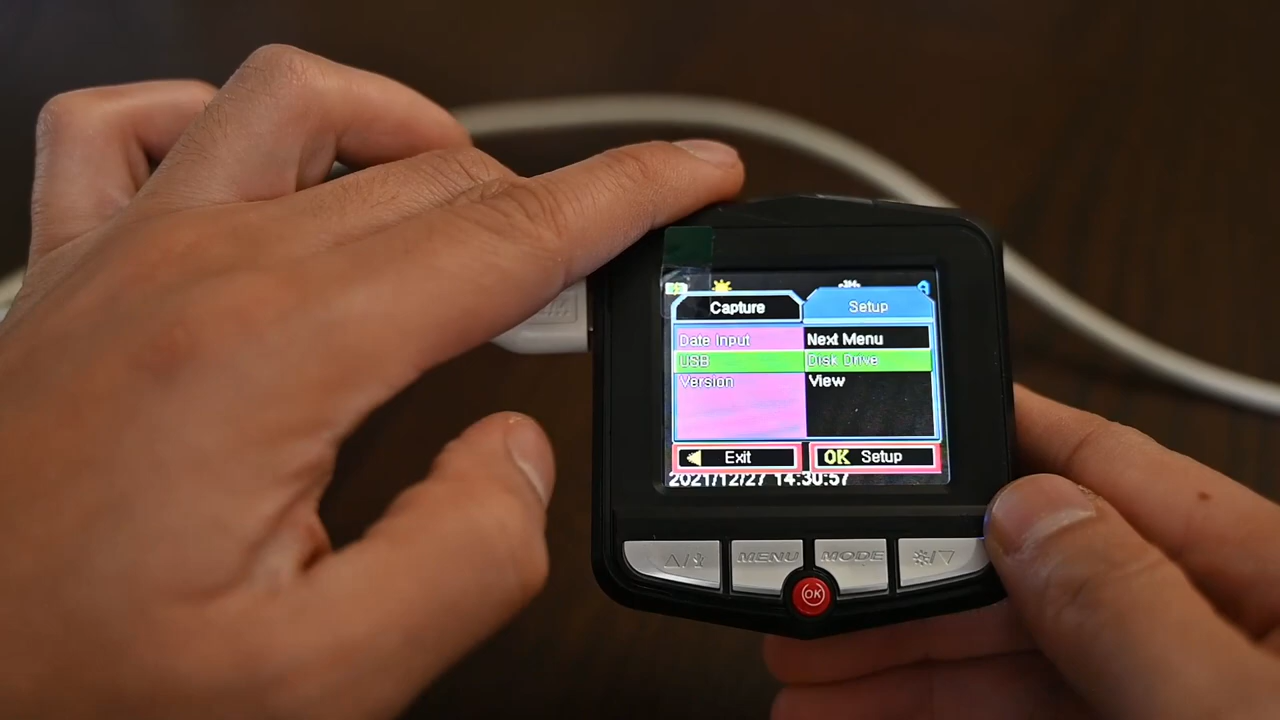 Capture Setup
Date Input Next Menu
USB Disk Drive
Version View
Exit OK Setup
2021/12/27 14:30:57
MENU MODE
OK